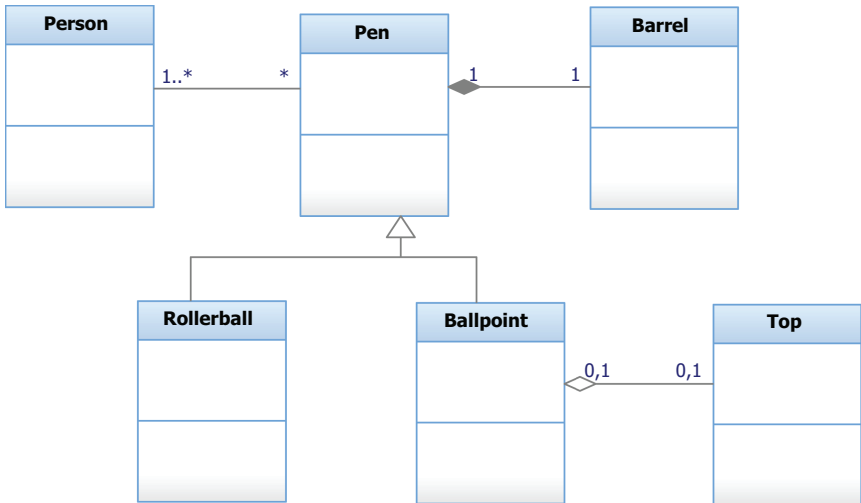 Person
Pen
Barrel
1..*
*
1
1
Rollerball
Ballpoint
Top
0,1
0,1